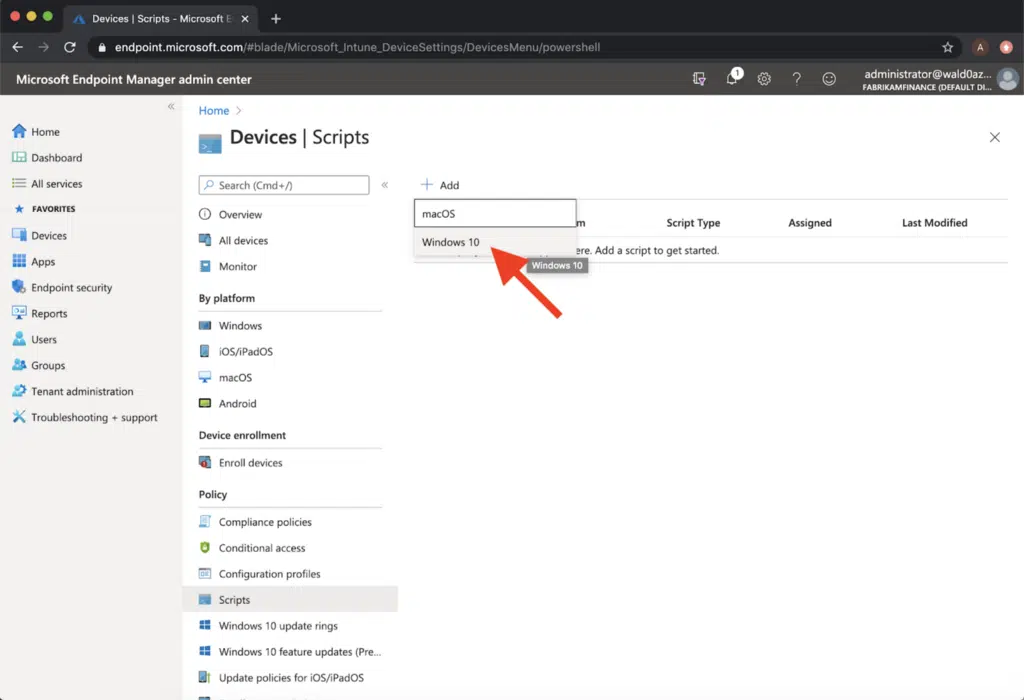 Devices | Scripts - Microsoft E
endpoint.microsoft.com/#blade/Microsoft_Intune_DeviceSettings/DevicesMenu/powershell
A
Microsoft Endpoint Manager admin center
1
administrator@wald0az...
FABRIKAMFINANCE (DEFAULT DI...
Home
Dashboard
All services
FAVORITES
Devices
Apps
Endpoint security
Reports
Users
Groups
Tenant administration
Troubleshooting + support
Home
Devices | Scripts
Search (Cmd+/)
Overview
All devices
Monitor
By platform
Windows
iOS/iPadOS
macOS
Android
Device enrollment
Enroll devices
Policy
Compliance policies
Conditional access
Configuration profiles
Scripts
Windows 10 update rings
Windows 10 feature updates (Pre...
Update policies for iOS/iPadOS
Add
macOS
Windows 10
Windows 10
Script Type Assigned Last Modified
Add a script to get started.